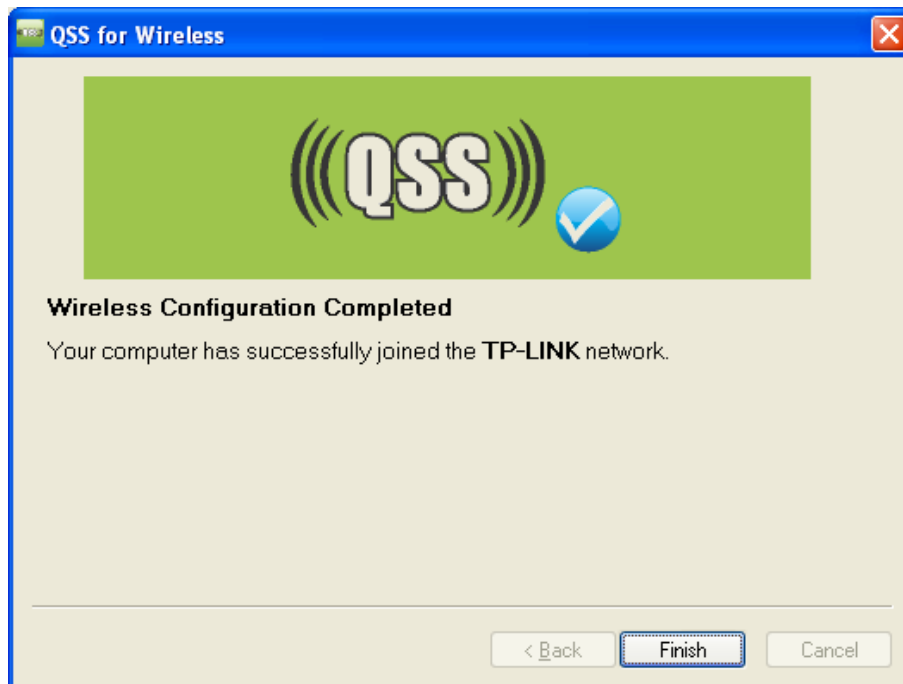 QSS for Wireless
QSS
Wireless Configuration Completed
Your computer has successfully joined the TP-LINK network.
< Back
Finish
Cancel